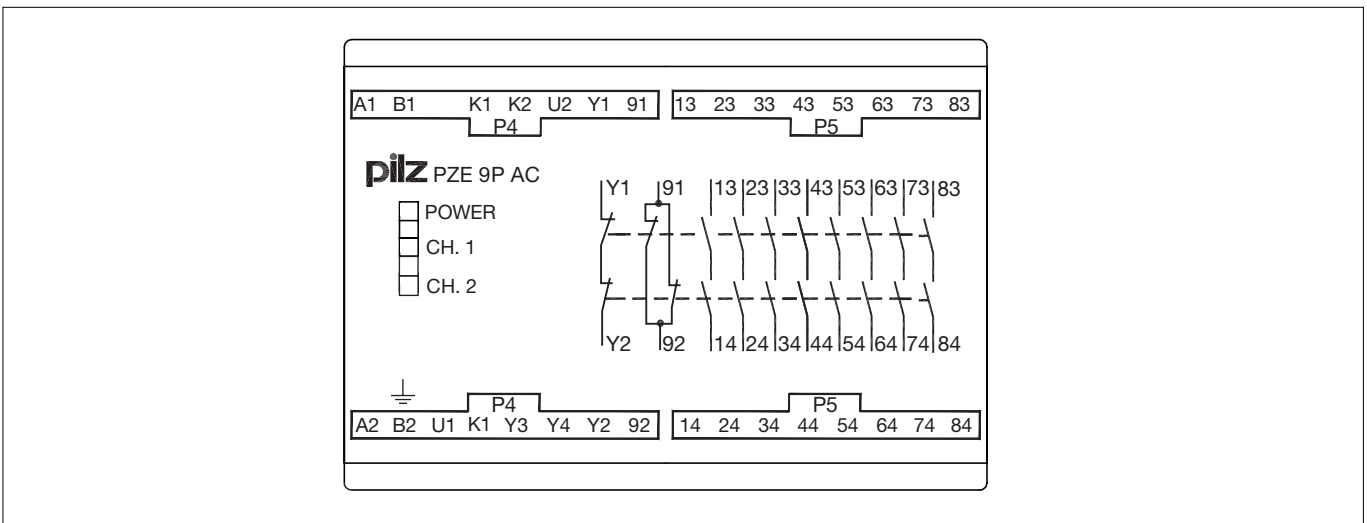 A1 B1 K1 K2 U2 Y1 91 13 23 33 43 53 63 73 83
P4 P5
pilz PZE 9P AC
POWER
CH. 1
CH. 2
Y1 91 13 23 33 43 53 63 73 83
Y2 92 14 24 34 44 54 64 74 84
P4 P5
A2 B2 U1 K1 Y3 Y4 Y2 92 14 24 34 44 54 64 74 84